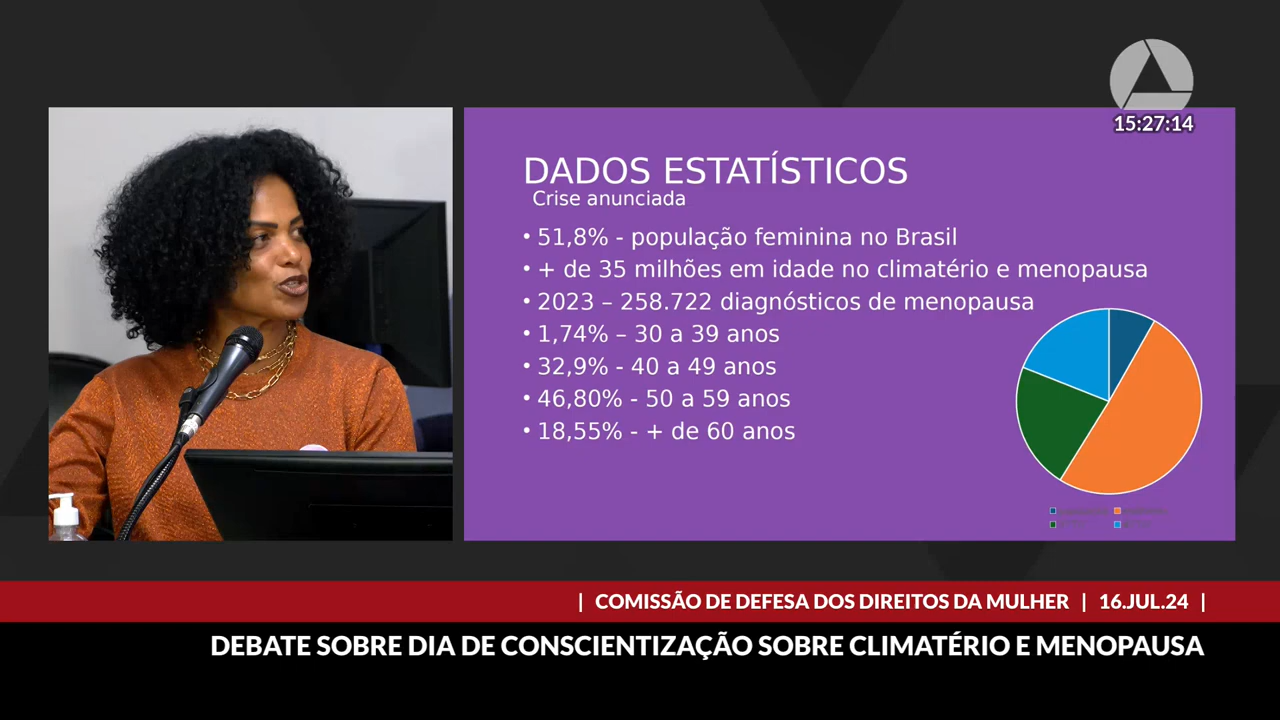 15:27:14
DADOS ESTATÍSTICOS
Crise anunciada
• 51,8% - população feminina no Brasil
• + de 35 milhões em idade no climatério e menopausa
• 2023 – 258.722 diagnósticos de menopausa
• 1,74% – 30 a 39 anos
• 32,9% - 40 a 49 anos
• 46,80% - 50 a 59 anos
• 18,55% - + de 60 anos
| COMISSÃO DE DEFESA DOS DIREITOS DA MULHER | 16.JUL.24 |
DEBATE SOBRE DIA DE CONSCIENTIZAÇÃO SOBRE CLIMATÉRIO E MENOPAUSA